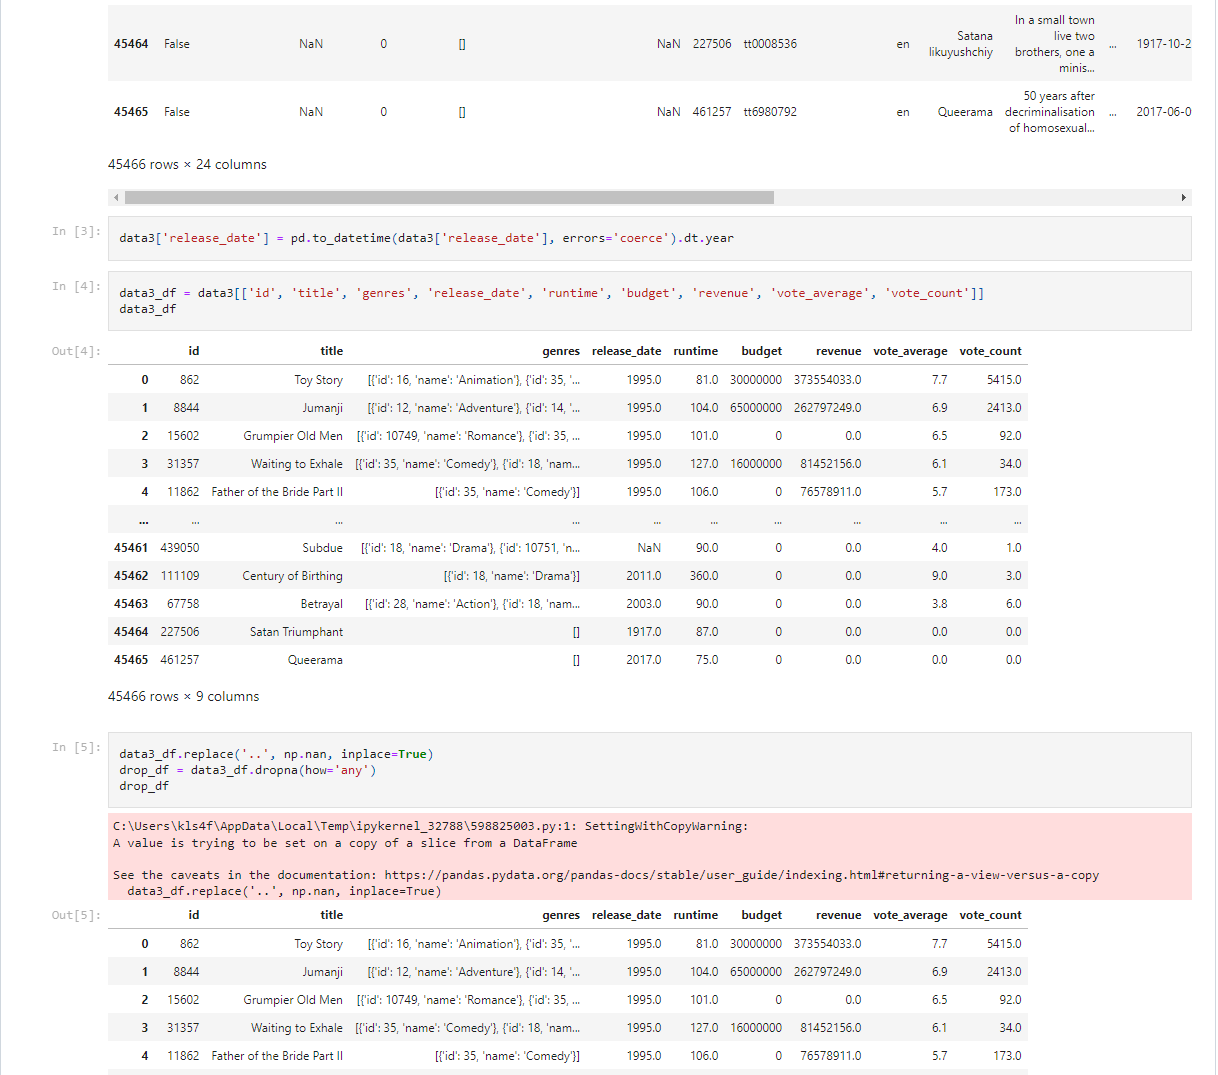 In a small town
45464 False NaN 0 [] NaN 227506 tt0008536 en Satana likuyushchiy live two brothers, one a minis... ... 1917-10-2
50 years after
45465 False NaN 0 [] NaN 461257 tt6980792 en Queerama decriminalisation ... 2017-06-0
of homosexual...
45466 rows × 24 columns
In [3]: data3['release_date'] = pd.to_datetime(data3['release_date'], errors='coerce').dt.year
In [4]: data3_df = data3[['id', 'title', 'genres', 'release_date', 'runtime', 'budget', 'revenue', 'vote_average', 'vote_count']]
data3_df
Out[4]: id title genres release_date runtime budget revenue vote_average vote_count
0 862 Toy Story [{'id': 16, 'name': 'Animation'}, {'id': 35, '... 1995.0 81.0 30000000 373554033.0 7.7 5415.0
1 8844 Jumanji [{'id': 12, 'name': 'Adventure'}, {'id': 14, '... 1995.0 104.0 65000000 262797249.0 6.9 2413.0
2 15602 Grumpier Old Men [{'id': 10749, 'name': 'Romance'}, {'id': 35, ... 1995.0 101.0 0 0.0 6.5 92.0
3 31357 Waiting to Exhale [{'id': 35, 'name': 'Comedy'}, {'id': 18, 'nam... 1995.0 127.0 16000000 81452156.0 6.1 34.0
4 11862 Father of the Bride Part II [{'id': 35, 'name': 'Comedy'}] 1995.0 106.0 0 76578911.0 5.7 173.0
... ... ... ... ... ... ... ... ... ...
45461 439050 Subdue [{'id': 18, 'name': 'Drama'}, {'id': 10751, 'n... NaN 90.0 0 0.0 4.0 1.0
45462 111109 Century of Birthing [{'id': 18, 'name': 'Drama'}] 2011.0 360.0 0 0.0 9.0 3.0
45463 67758 Betrayal [{'id': 28, 'name': 'Action'}, {'id': 18, 'nam... 2003.0 90.0 0 0.0 3.8 6.0
45464 227506 Satan Triumphant [] 1917.0 87.0 0 0.0 0.0 0.0
45465 461257 Queerama [] 2017.0 75.0 0 0.0 0.0 0.0
45466 rows × 9 columns
In [5]: data3_df.replace('..', np.nan, inplace=True)
drop_df = data3_df.dropna(how='any')
drop_df
C:\Users\kls4f\AppData\Local\Temp\ipykernel_32788\598825003.py:1: SettingWithCopyWarning:
A value is trying to be set on a copy of a slice from a DataFrame
See the caveats in the documentation: https://pandas.pydata.org/pandas-docs/stable/user_guide/indexing.html#returning-a-view-versus-a-copy
data3_df.replace('..', np.nan, inplace=True)
Out[5]: id title genres release_date runtime budget revenue vote_average vote_count
0 862 Toy Story [{'id': 16, 'name': 'Animation'}, {'id': 35, '... 1995.0 81.0 30000000 373554033.0 7.7 5415.0
1 8844 Jumanji [{'id': 12, 'name': 'Adventure'}, {'id': 14, '... 1995.0 104.0 65000000 262797249.0 6.9 2413.0
2 15602 Grumpier Old Men [{'id': 10749, 'name': 'Romance'}, {'id': 35, ... 1995.0 101.0 0 0.0 6.5 92.0
3 31357 Waiting to Exhale [{'id': 35, 'name': 'Comedy'}, {'id': 18, 'nam... 1995.0 127.0 16000000 81452156.0 6.1 34.0
4 11862 Father of the Bride Part II [{'id': 35, 'name': 'Comedy'}] 1995.0 106.0 0 76578911.0 5.7 173.0